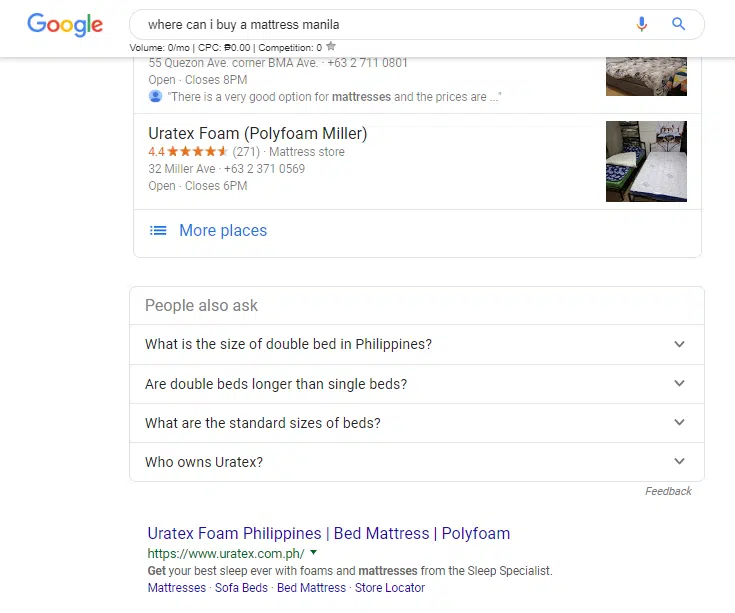 Google
where can i buy a mattress manila
Volume: 0/mo | CPC: ₱0.00 | Competition: 0
55 Quezon Ave. corner BMA Ave. · +63 2 711 0801
Open · Closes 8PM
"There is a very good option for mattresses and the prices are ..."
Uratex Foam (Polyfoam Miller)
4.4 (271) · Mattress store
32 Miller Ave · +63 2 371 0569
Open · Closes 6PM
More places
People also ask
What is the size of double bed in Philippines?
Are double beds longer than single beds?
What are the standard sizes of beds?
Who owns Uratex?
Feedback
Uratex Foam Philippines | Bed Mattress | Polyfoam
https://www.uratex.com.ph/
Get your best sleep ever with foams and mattresses from the Sleep Specialist.
Mattresses · Sofa Beds · Bed Mattress · Store Locator